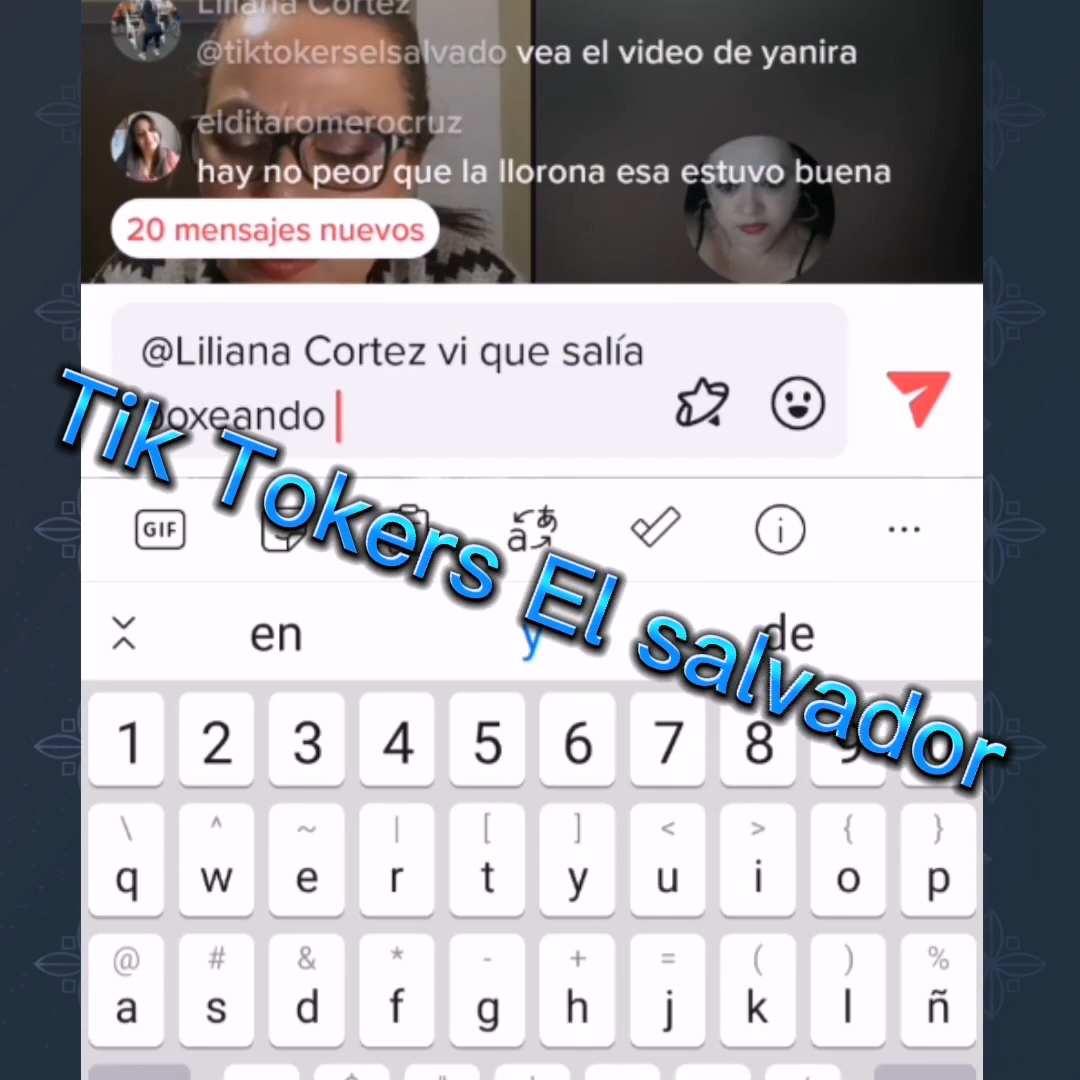 Liliana Cortez
@tiktokerselsalvado vea el video de yanira
elditaromerocruz
hay no peor que la llorona esa estuvo buena
20 mensajes nuevos
@Liliana Cortez vi que salía
boxeando
Tik Tokers El salvador
GIF
en y de
1 2 3 4 5 6 7 8 9
\ ^ ~ | [ ] < > { }
q w e r t y u i o p
@ # & * - + = ( ) %
a s d f g h j k l ñ